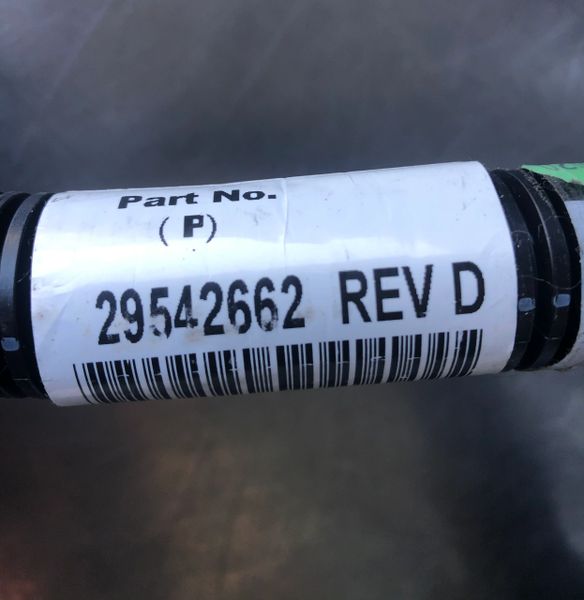 Part No.
(P)
29542662 REV D